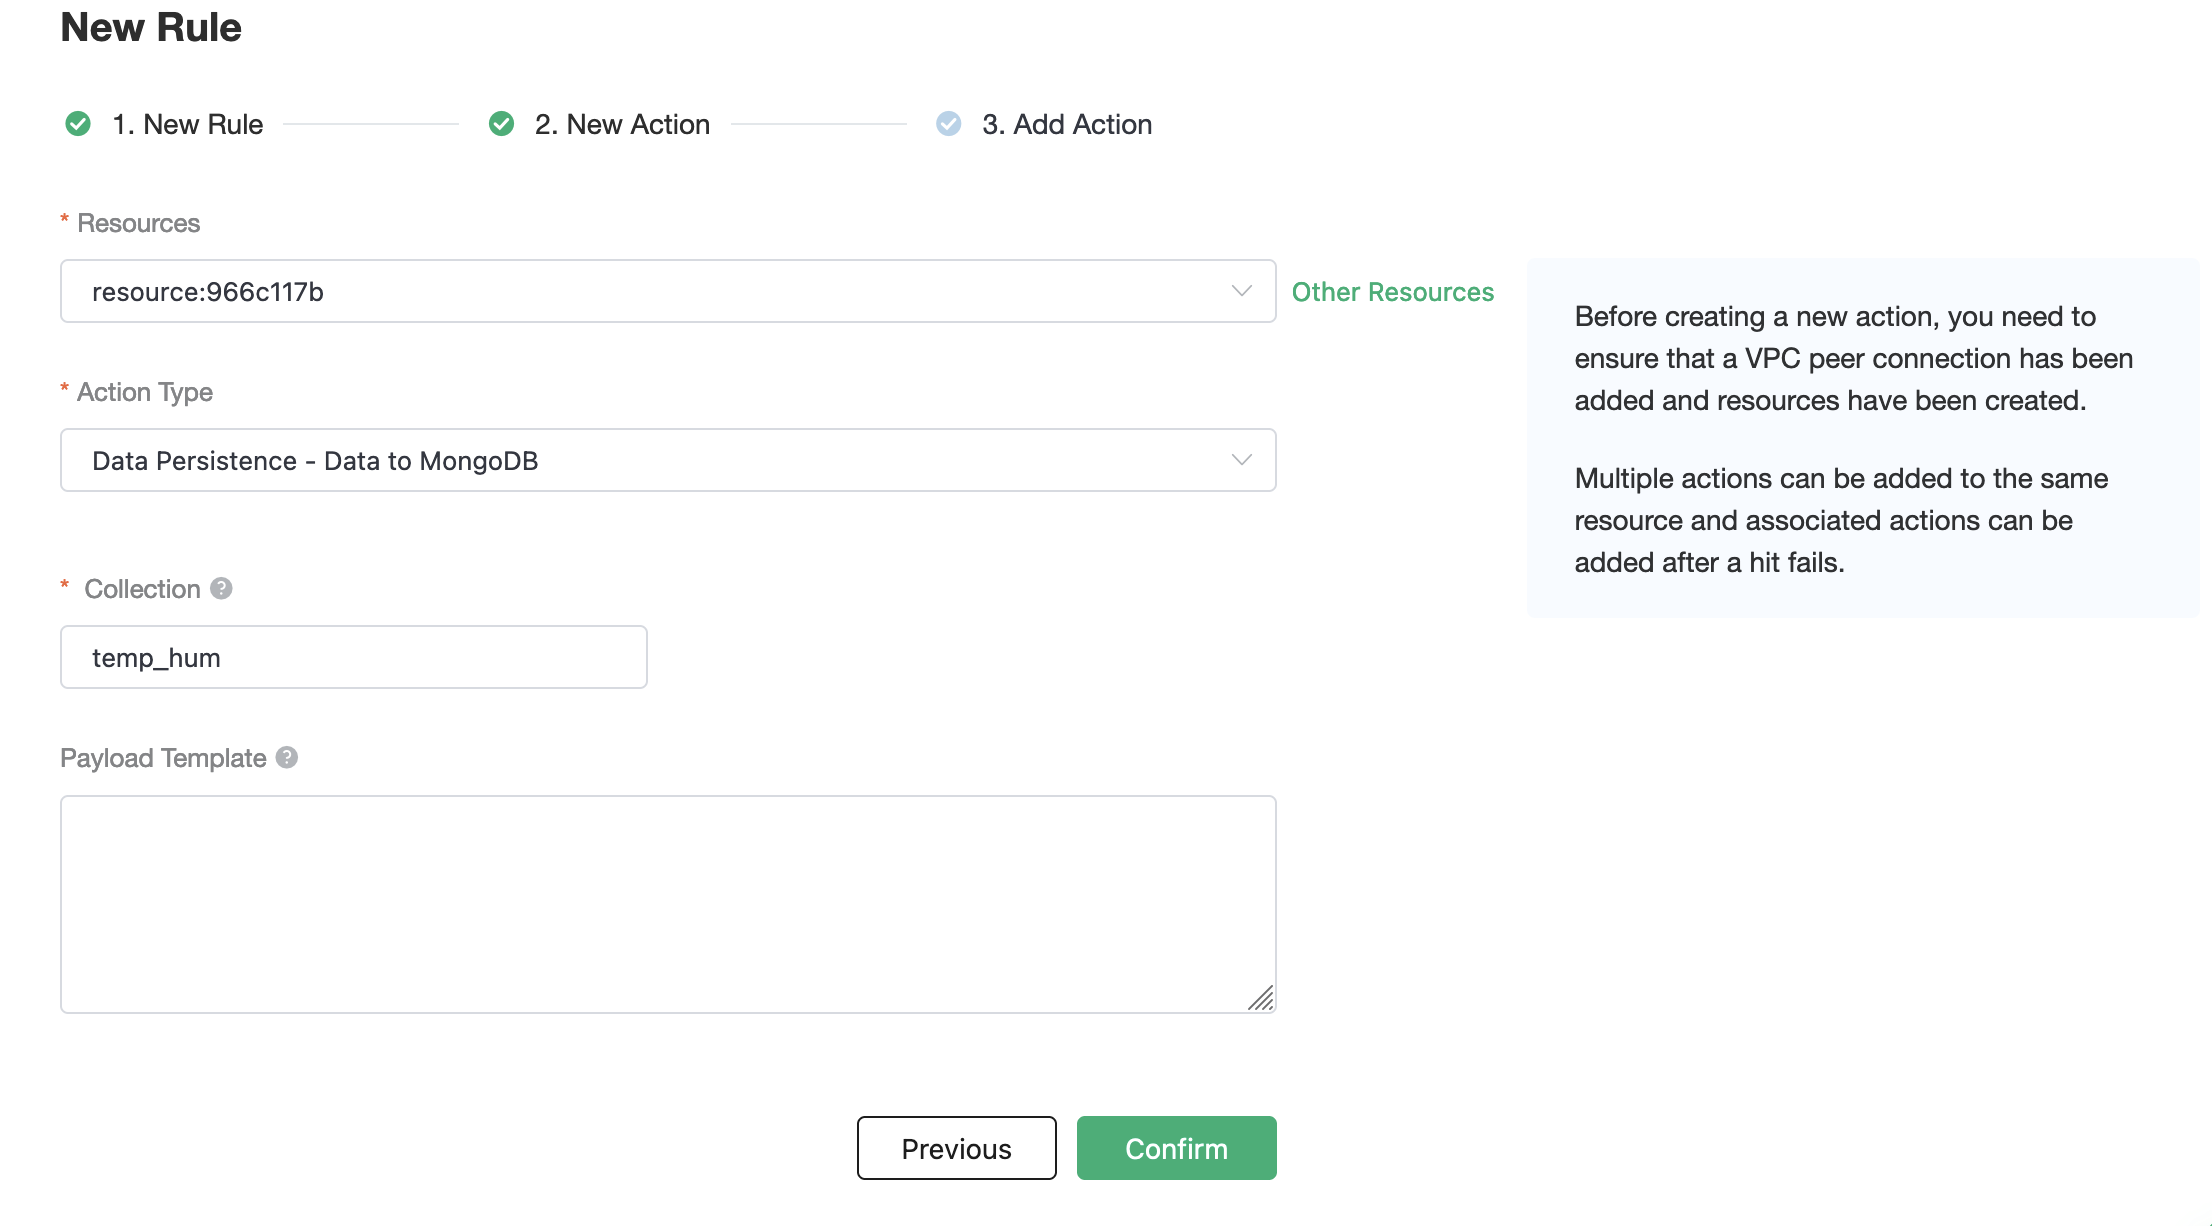 New Rule
1. New Rule
2. New Action
3. Add Action
* Resources
resource:966c117b
Other Resources
* Action Type
Data Persistence - Data to MongoDB
* Collection ?
temp_hum
Payload Template ?
Before creating a new action, you need to
ensure that a VPC peer connection has been
added and resources have been created.
Multiple actions can be added to the same
resource and associated actions can be
added after a hit fails.
Previous
Confirm